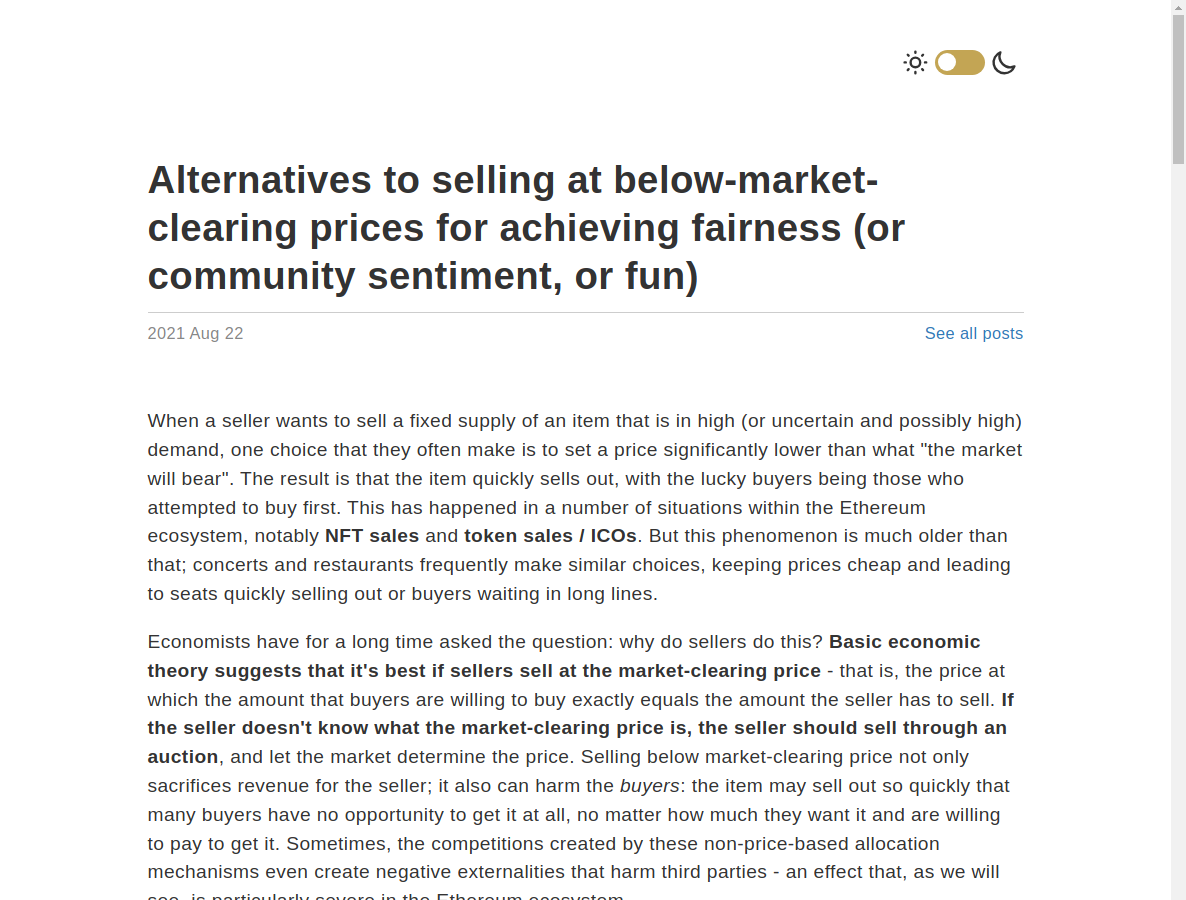 Alternatives to selling at below-market-
clearing prices for achieving fairness (or
community sentiment, or fun)
2021 Aug 22
See all posts
When a seller wants to sell a fixed supply of an item that is in high (or uncertain and possibly high)
demand, one choice that they often make is to set a price significantly lower than what "the market
will bear". The result is that the item quickly sells out, with the lucky buyers being those who
attempted to buy first. This has happened in a number of situations within the Ethereum
ecosystem, notably NFT sales and token sales / ICOs. But this phenomenon is much older than
that; concerts and restaurants frequently make similar choices, keeping prices cheap and leading
to seats quickly selling out or buyers waiting in long lines.
Economists have for a long time asked the question: why do sellers do this? Basic economic
theory suggests that it's best if sellers sell at the market-clearing price - that is, the price at
which the amount that buyers are willing to buy exactly equals the amount the seller has to sell. If
the seller doesn't know what the market-clearing price is, the seller should sell through an
auction, and let the market determine the price. Selling below market-clearing price not only
sacrifices revenue for the seller; it also can harm the buyers: the item may sell out so quickly that
many buyers have no opportunity to get it at all, no matter how much they want it and are willing
to pay to get it. Sometimes, the competitions created by these non-price-based allocation
mechanisms even create negative externalities that harm third parties - an effect that, as we will
see, is particularly severe in the Ethereum ecosystem.